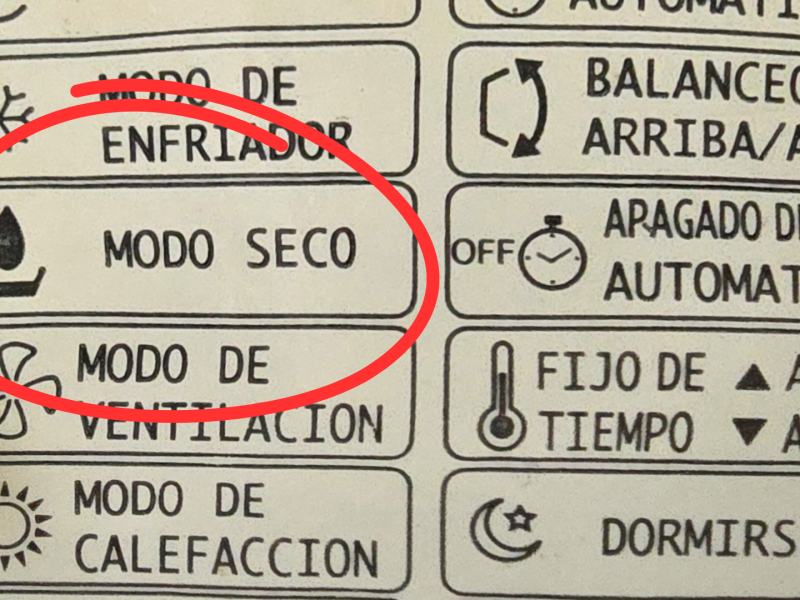 MODO DE
ENFRIADOR
MODO SECO
MODO DE
VENTILACION
MODO DE
CALEFACCION
BALANCEO
ARRIBA/A
OFF
APAGADO D
AUTOMAT
FIJO DE ▲ A
TIEMPO ▼ A
DORMIRS